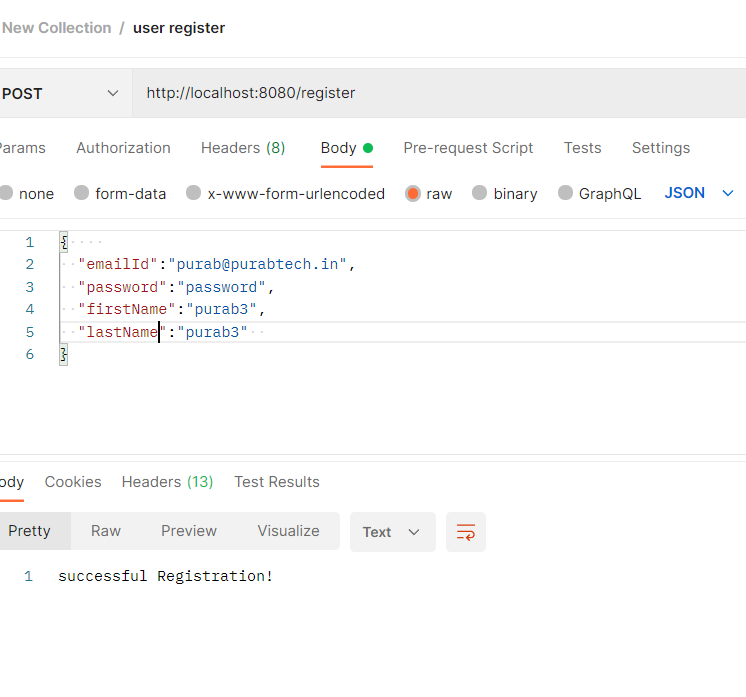 New Collection / user register
POST http://localhost:8080/register
Params Authorization Headers (8) Body Pre-request Script Tests Settings
none form-data x-www-form-urlencoded raw binary GraphQL JSON
1 {
2 "emailId":"purab@purabtech.in",
3 "password":"password",
4 "firstName":"purab3",
5 "lastName":"purab3"
6 }
Body Cookies Headers (13) Test Results
Pretty Raw Preview Visualize Text
1 successful Registration!